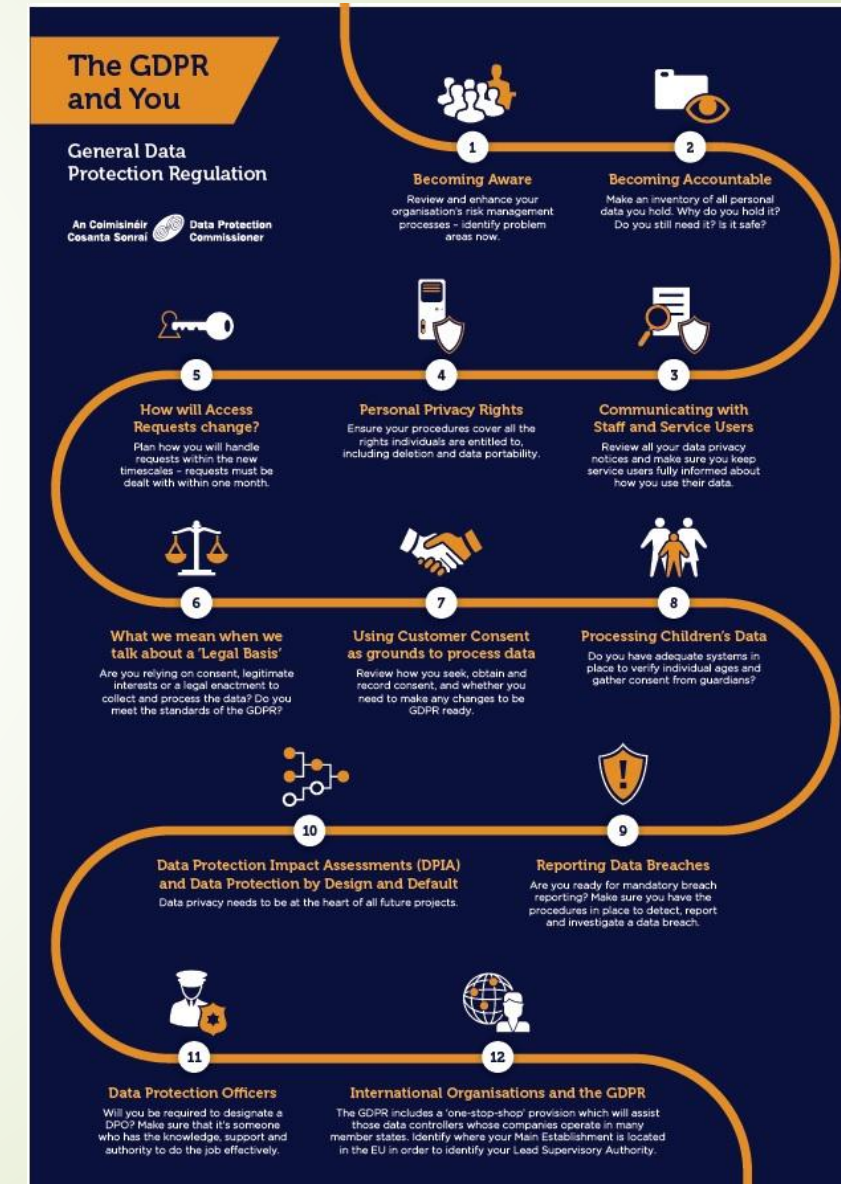 The GDPR
and You
General Data
Protection Regulation
An Coimisinéir
Cosanta Sonraí
Data Protection
Commissioner
1
Becoming Aware
Review and enhance your
organisation's risk management
processes – identify problem
areas now.
2
Becoming Accountable
Make an inventory of all personal
data you hold. Why do you hold it?
Do you still need it? Is it safe?
3
Communicating with
Staff and Service Users
Review all your data privacy
notices and make sure you keep
service users fully informed about
how you use their data.
4
Personal Privacy Rights
Ensure your procedures cover all the
rights individuals are entitled to,
including deletion and data portability.
5
How will Access
Requests change?
Plan how you will handle
requests within the new
timescales – requests must be
dealt with within one month.
6
What we mean when we
talk about a 'Legal Basis'
Are you relying on consent, legitimate
interests or a legal enactment to
collect and process the data? Do you
meet the standards of the GDPR?
7
Using Customer Consent
as grounds to process data
Review how you seek, obtain and
record consent, and whether you
need to make any changes to be
GDPR ready.
8
Processing Children's Data
Do you have adequate systems in
place to verify individual ages and
gather consent from guardians?
9
Reporting Data Breaches
Are you ready for mandatory breach
reporting? Make sure you have the
procedures in place to detect, report
and investigate a data breach.
10
Data Protection Impact Assessments (DPIA)
and Data Protection by Design and Default
Data privacy needs to be at the heart of all future projects.
11
Data Protection Officers
Will you be required to designate a
DPO? Make sure that it's someone
who has the knowledge, support and
authority to do the job effectively.
12
International Organisations and the GDPR
The GDPR includes a 'one-stop-shop' provision which will assist
those data controllers whose companies operate in many
member states. Identify where your Main Establishment is located
in the EU in order to identify your Lead Supervisory Authority.